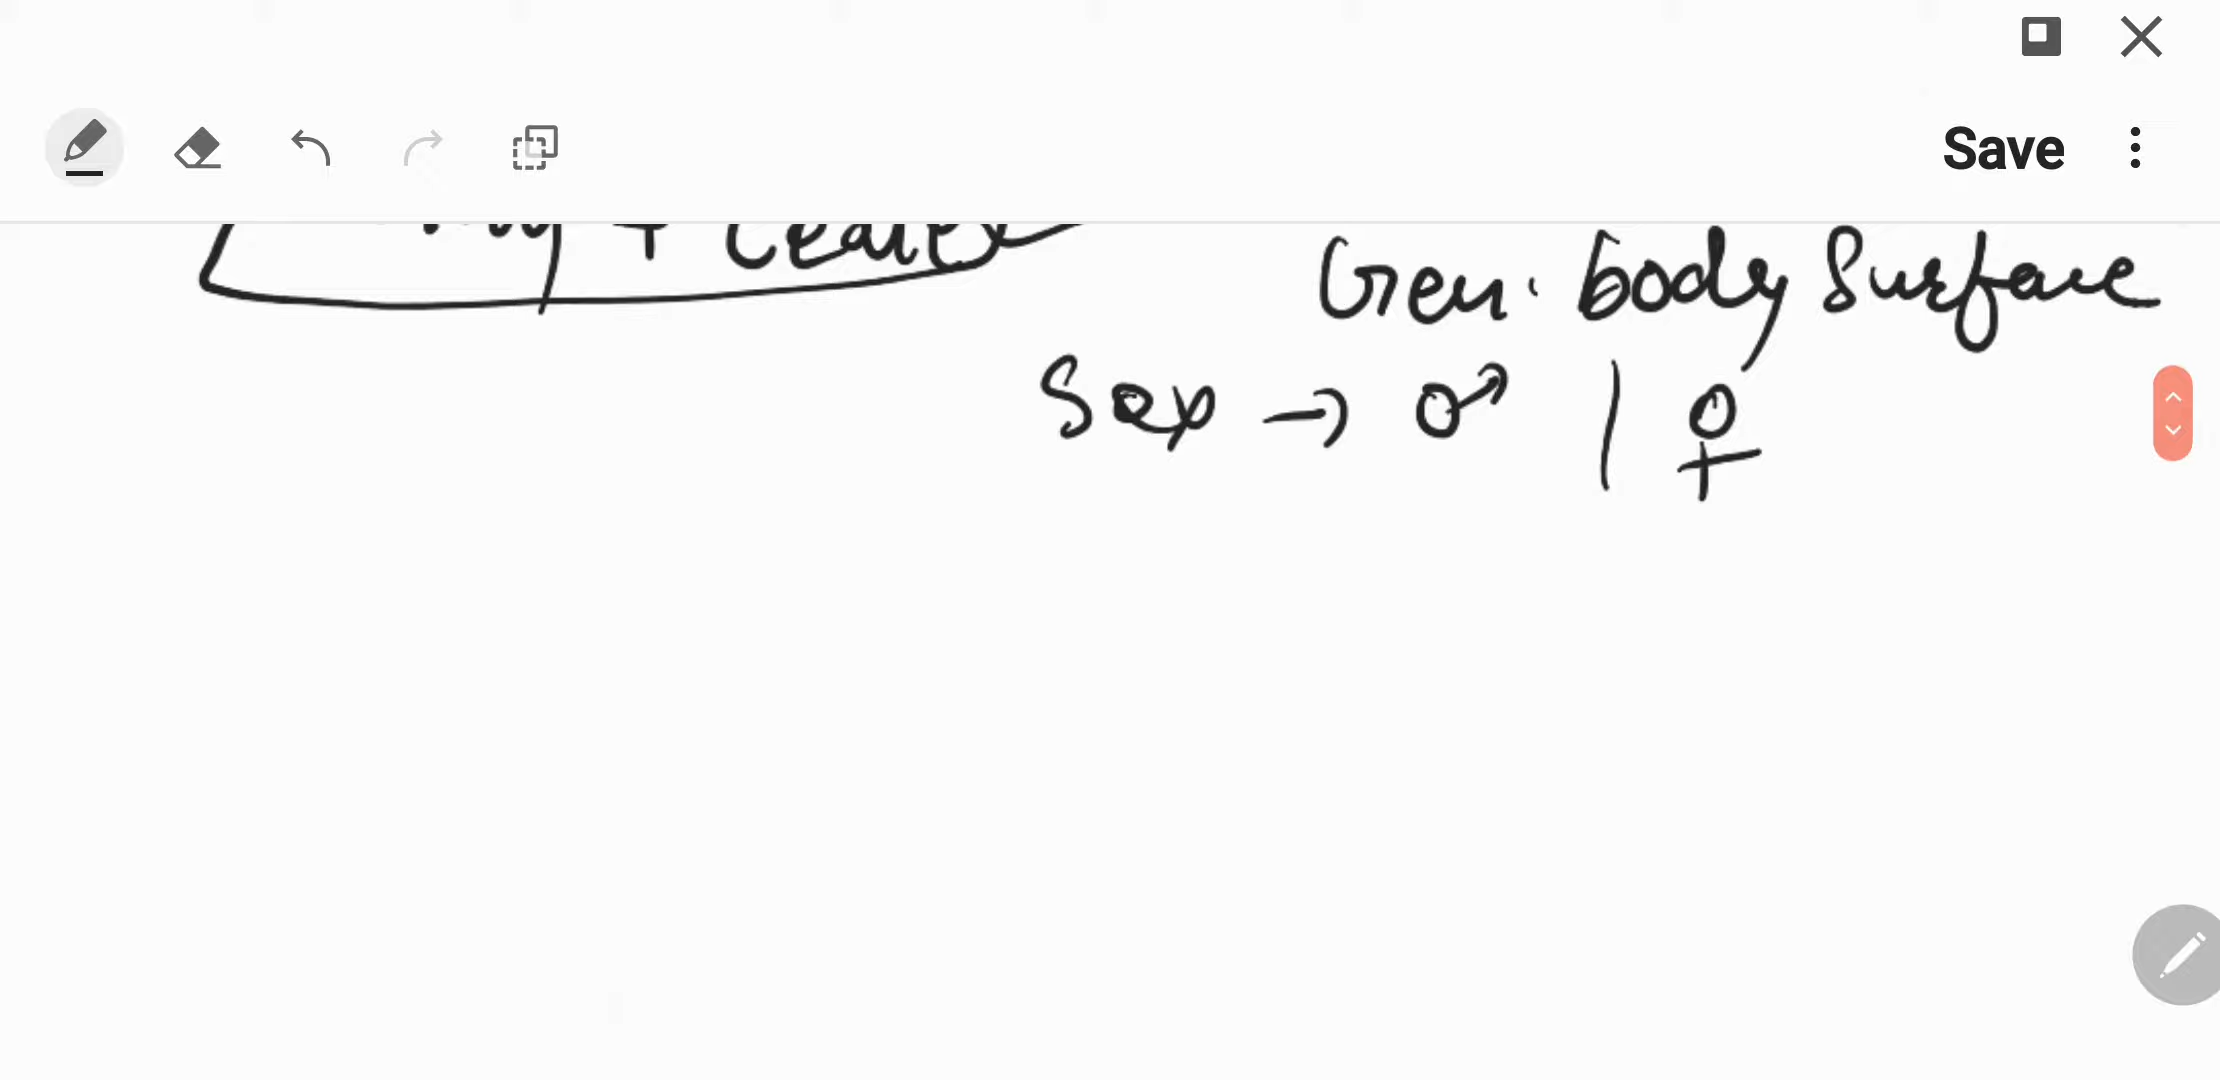 Save
Gen. body Surface
Sex → ♂ | ♀